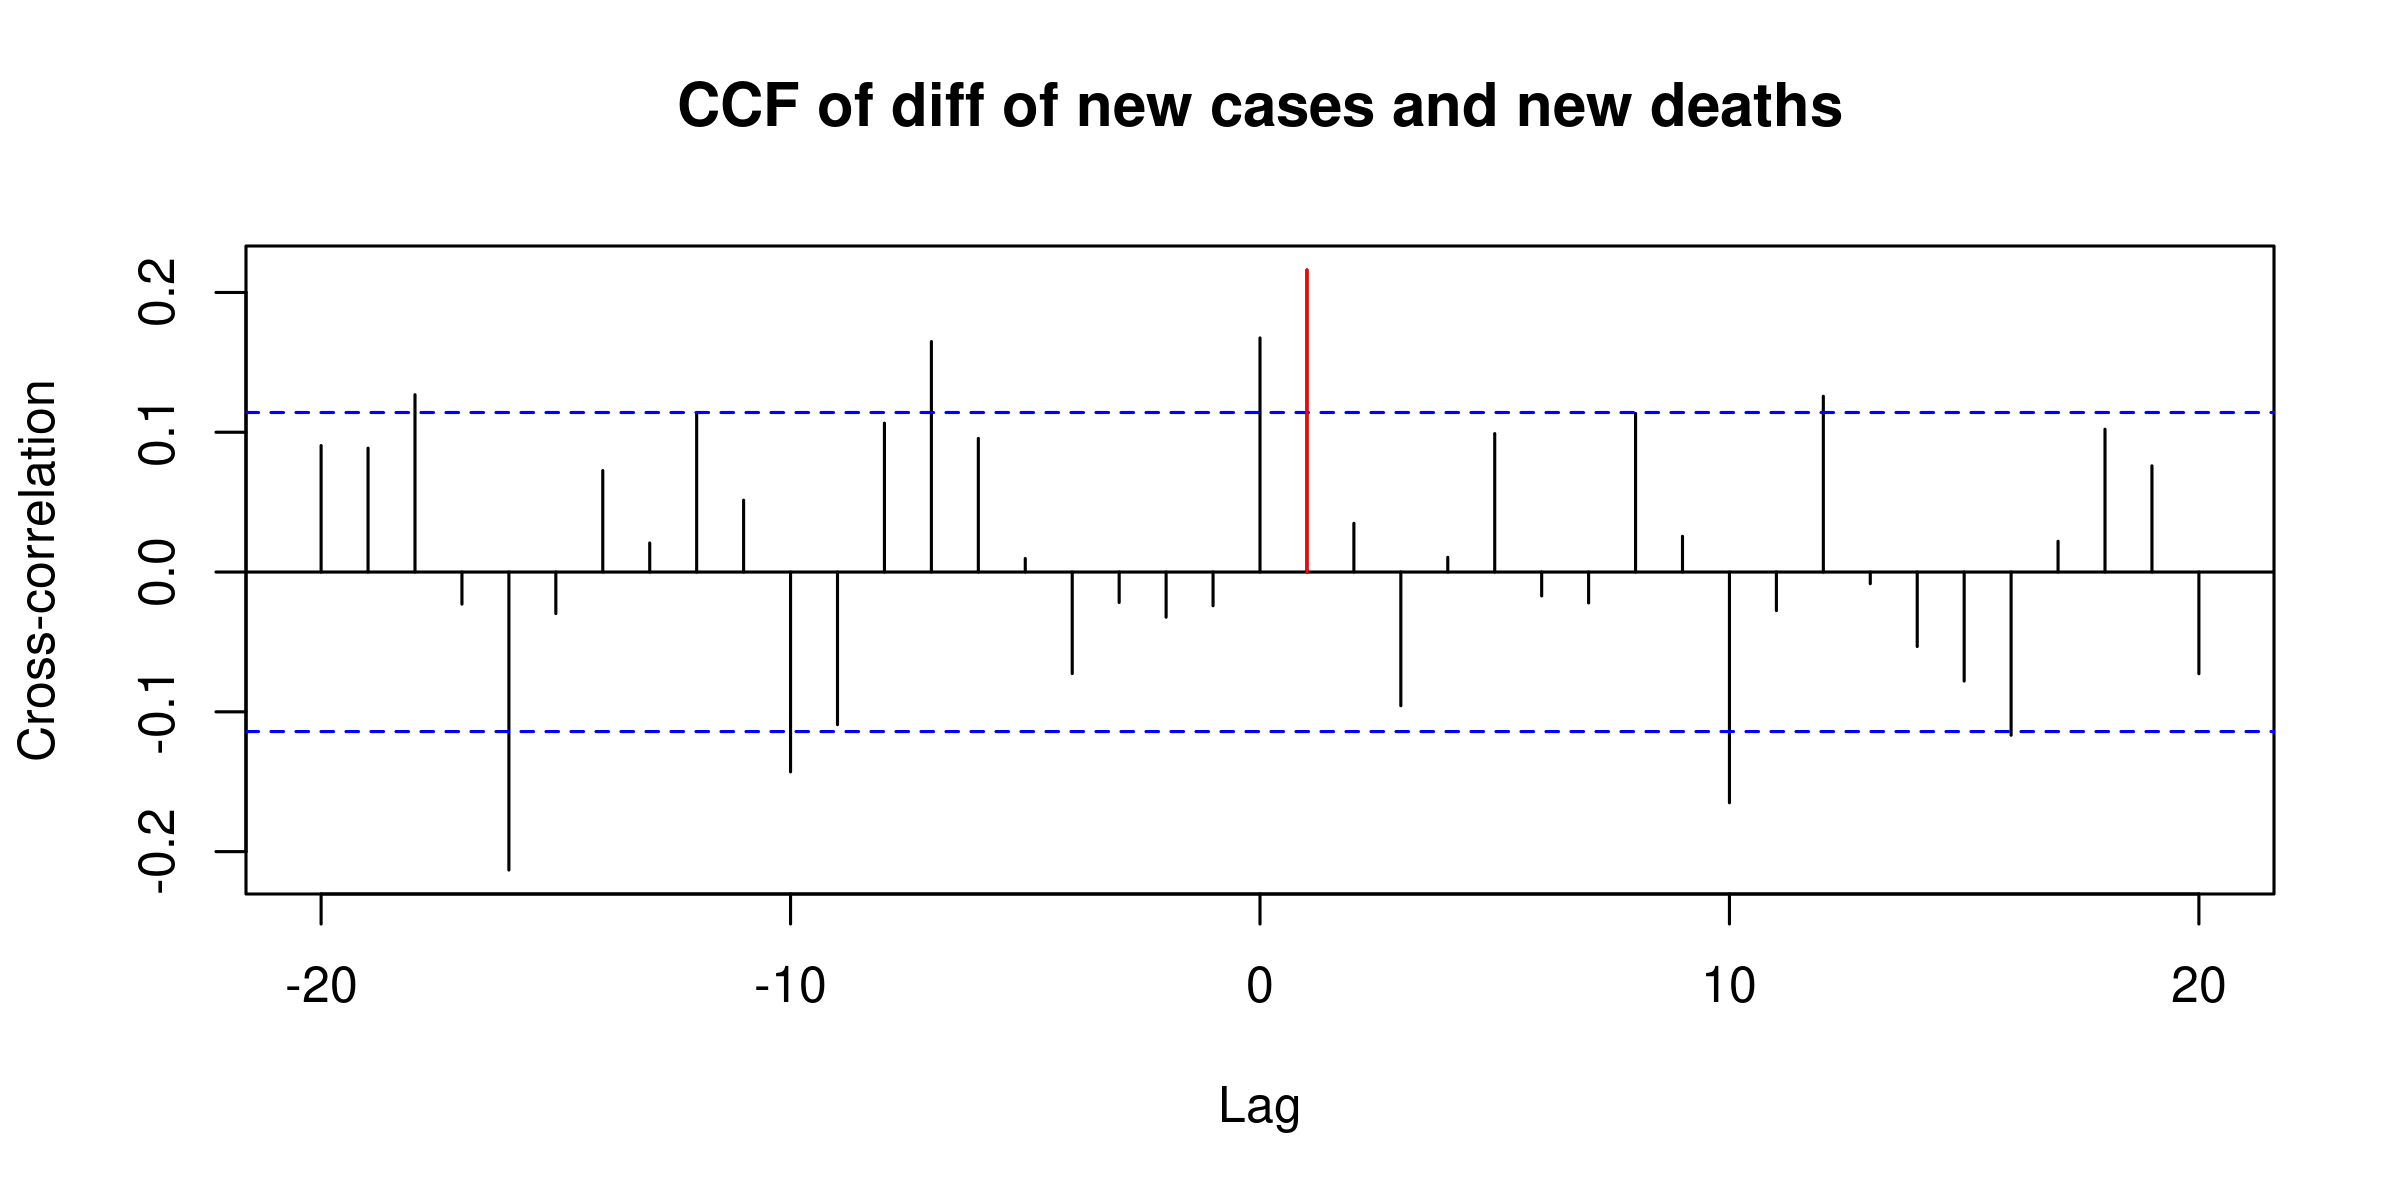 CCF of diff of new cases and new deaths
Cross-correlation
0.2
0.1
0.0
-0.1
-0.2
-20 -10 0 10 20
Lag